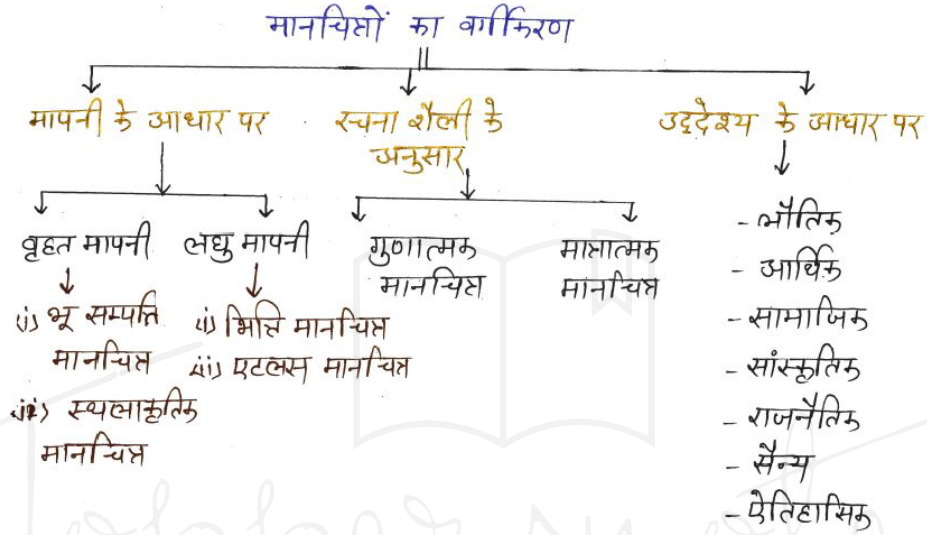 मानचित्रों का वर्गीकरण
मापनी के आधार पर
रचना शैली के
अनुसार
उद्देश्य के आधार पर
वृहत मापनी
लघु मापनी
(i) भू सम्पत्ति
मानचित्र
(ii) स्थलाकृतिक
मानचित्र
(i) भित्ति मानचित्र
(ii) एटलस मानचित्र
गुणात्मक
मानचित्र
मात्रात्मक
मानचित्र
- भौतिक
- आर्थिक
- सामाजिक
- सांस्कृतिक
- राजनैतिक
- सैन्य
- ऐतिहासिक